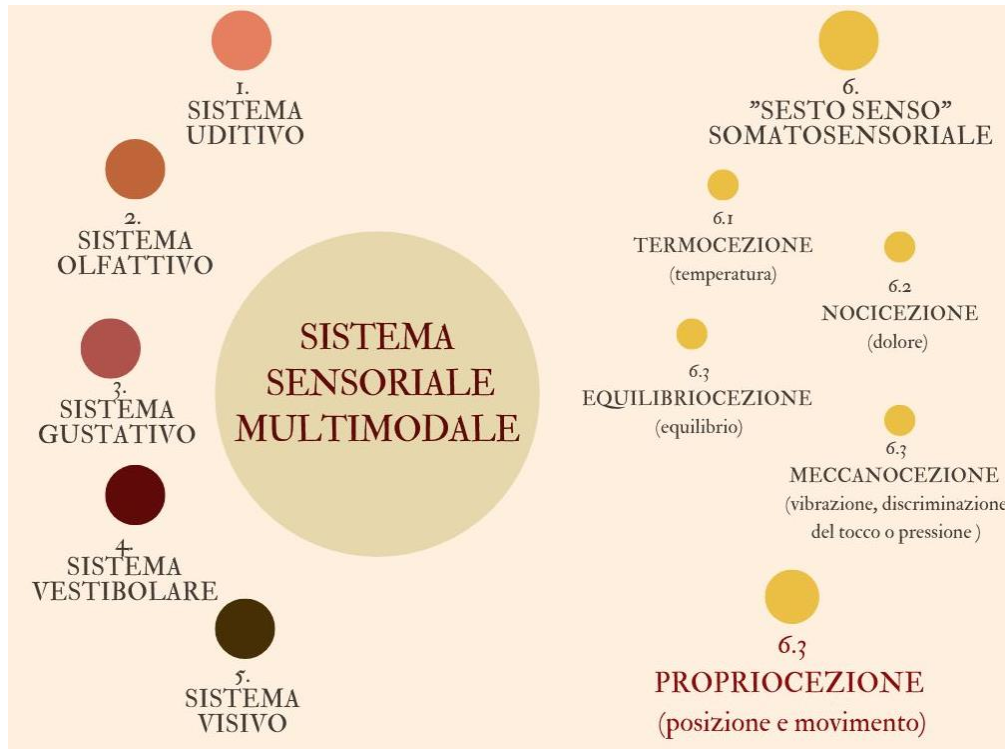 1.
SISTEMA
UDITIVO
2.
SISTEMA
OLFATTIVO
3.
SISTEMA
GUSTATIVO
4.
SISTEMA
VESTIBOLARE
5.
SISTEMA
VISIVO
SISTEMA
SENSORIALE
MULTIMODALE
6.
"SESTO SENSO"
SOMATOSENSORIALE
6.1
TERMOCEZIONE
(temperatura)
6.2
NOCICEZIONE
(dolore)
6.3
EQUILIBRIOCEZIONE
(equilibrio)
6.3
MECCANOCEZIONE
(vibrazione, discriminazione
del tocco o pressione )
6.3
PROPRIOCEZIONE
(posizione e movimento)